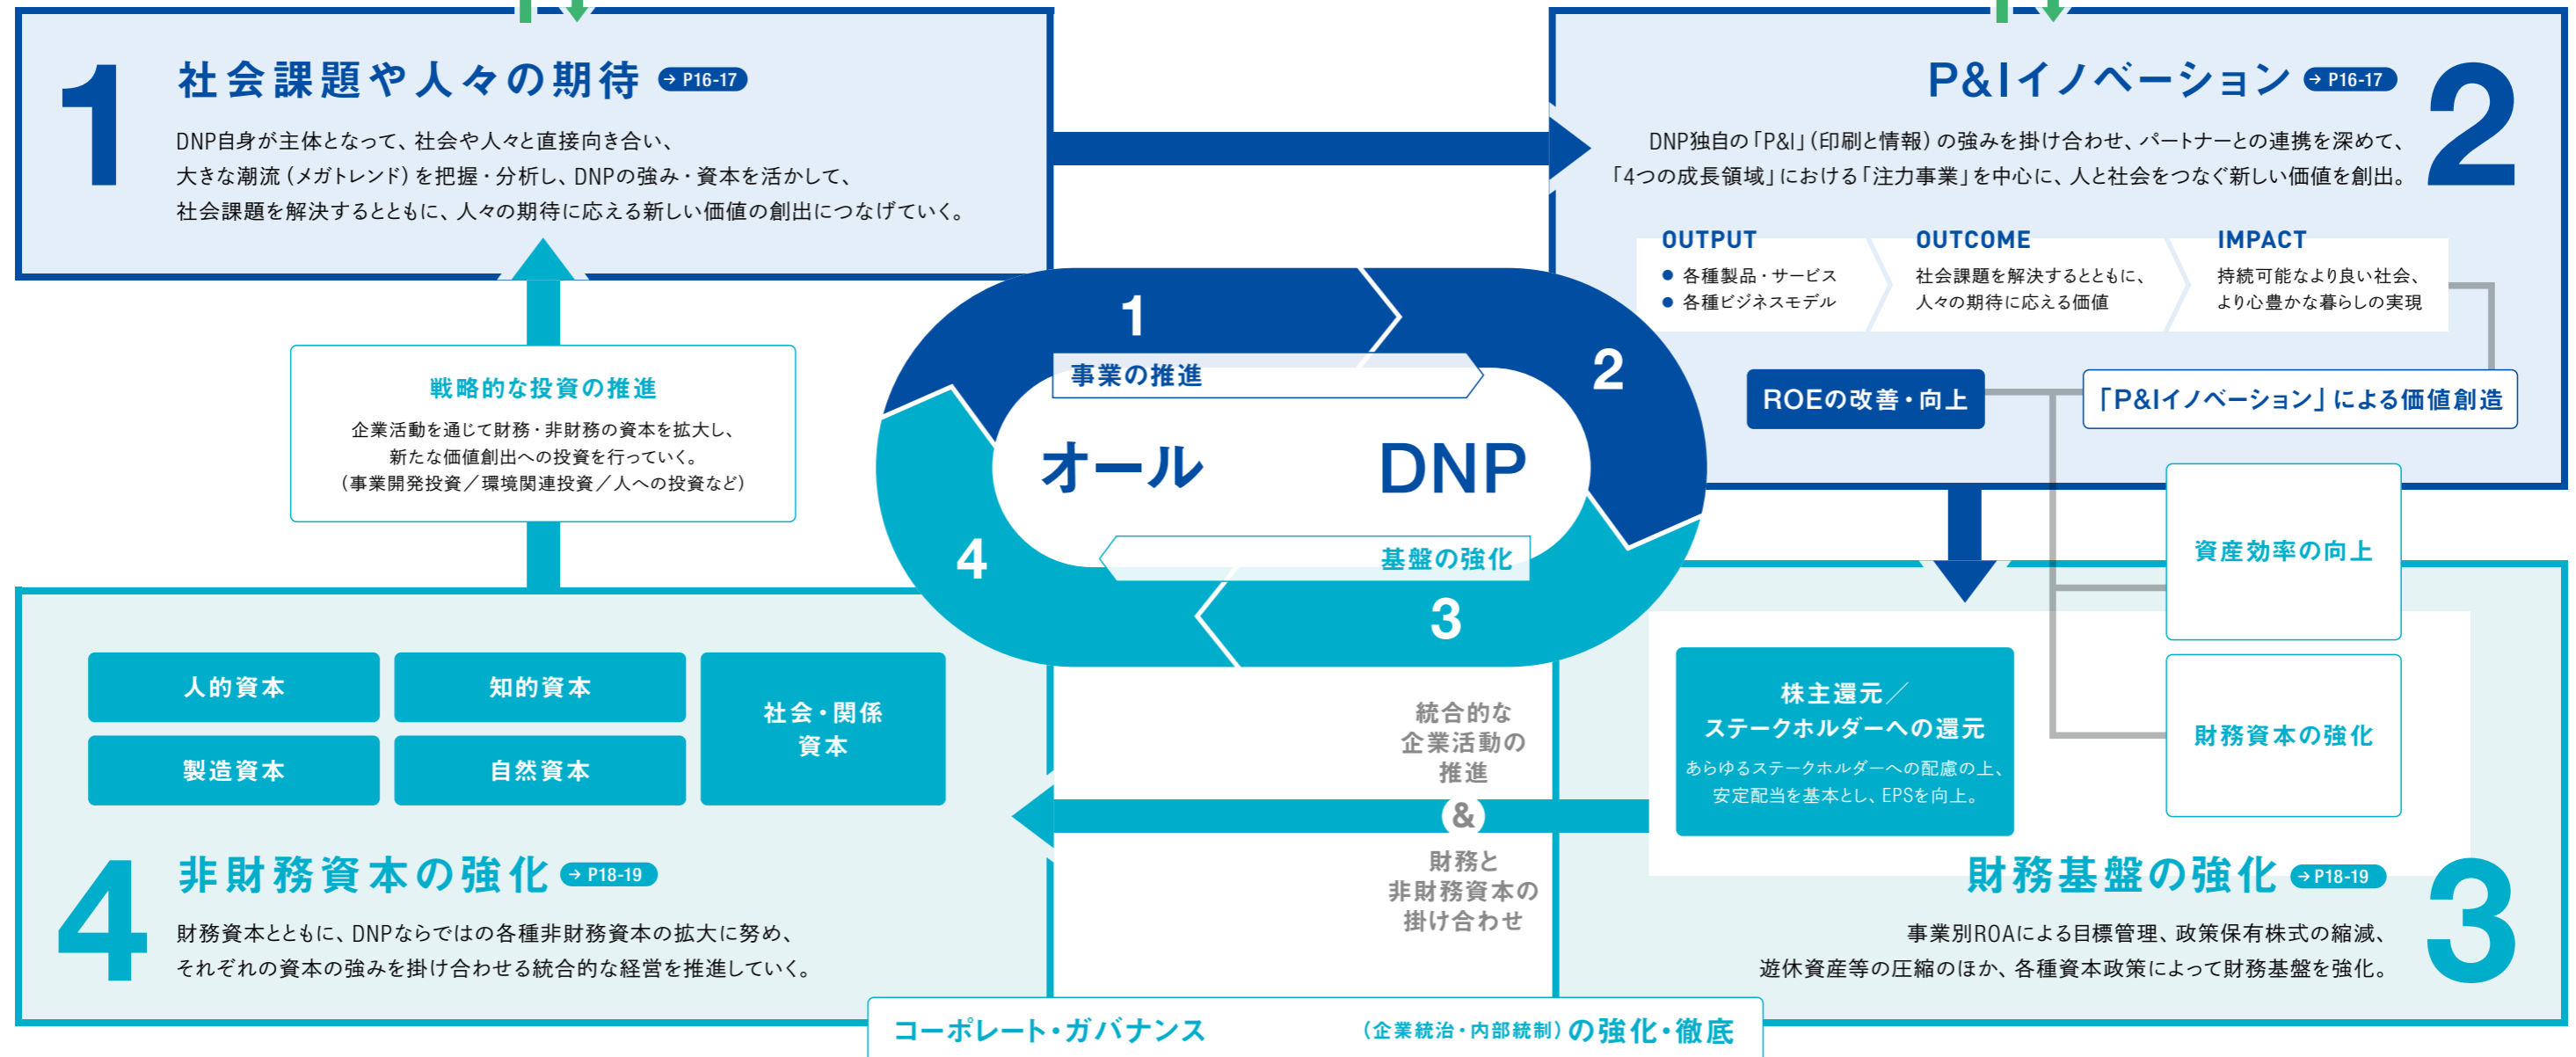 1
社会課題や人々の期待 → P16-17
DNP自身が主体となって、社会や人々と直接向き合い、
大きな潮流（メガトレンド）を把握・分析し、DNPの強み・資本を活かして、
社会課題を解決するとともに、人々の期待に応える新しい価値の創出につなげていく。
P&Iイノベーション → P16-17
2
DNP独自の「P&I」（印刷と情報）の強みを掛け合わせ、パートナーとの連携を深めて、
「4つの成長領域」における「注力事業」を中心に、人と社会をつなぐ新しい価値を創出。
OUTPUT
● 各種製品・サービス
● 各種ビジネスモデル
OUTCOME
社会課題を解決するとともに、
人々の期待に応える価値
IMPACT
持続可能なより良い社会、
より心豊かな暮らしの実現
ROEの改善・向上
「P&Iイノベーション」による価値創造
資産効率の向上
財務資本の強化
戦略的な投資の推進
企業活動を通じて財務・非財務の資本を拡大し、
新たな価値創出への投資を行っていく。
（事業開発投資／環境関連投資／人への投資など）
1
2
事業の推進
オール DNP
基盤の強化
4
3
株主還元／
ステークホルダーへの還元
あらゆるステークホルダーへの配慮の上、
安定配当を基本とし、EPSを向上。
財務基盤の強化 → P18-19
3
事業別ROAによる目標管理、政策保有株式の縮減、
遊休資産等の圧縮のほか、各種資本政策によって財務基盤を強化。
統合的な
企業活動の
推進
&
財務と
非財務資本の
掛け合わせ
人的資本
知的資本
社会・関係
資本
製造資本
自然資本
4
非財務資本の強化 → P18-19
財務資本とともに、DNPならではの各種非財務資本の拡大に努め、
それぞれの資本の強みを掛け合わせる統合的な経営を推進していく。
コーポレート・ガバナンス （企業統治・内部統制）の強化・徹底